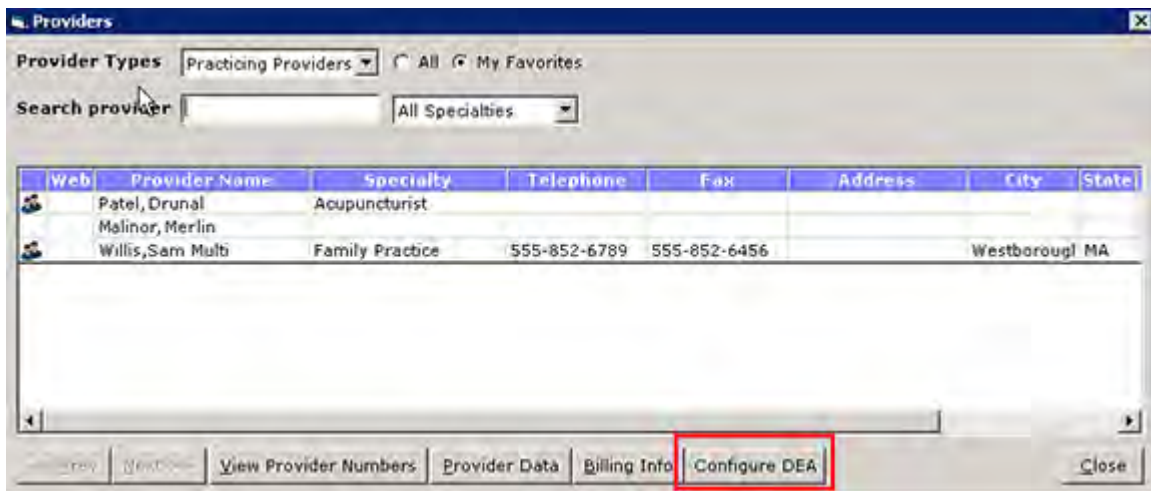 Providers
Provider Types Practicing Providers All My Favorites
Search provider All Specialties
Web Provider Name Specialty Telephone Fax Address City State
Patel, Drunal Acupuncturist
Malinor, Merlin
Willis,Sam Multi Family Practice 555-852-6789 555-852-6456 Westborougl MA
Next View Provider Numbers Provider Data Billing Info Configure DEA Close